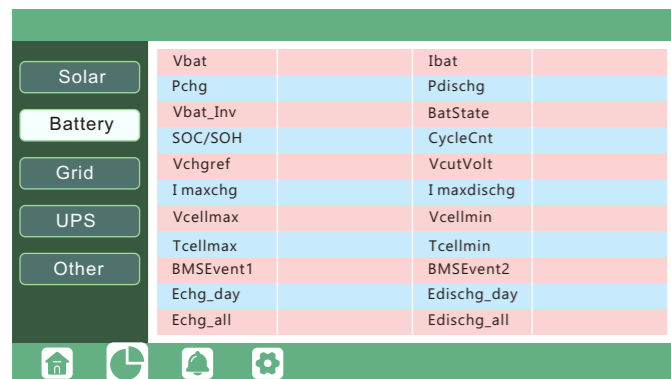 Solar
Battery
Grid
UPS
Other
Vbat Ibat
Pchg Pdischg
Vbat_Inv BatState
SOC/SOH CycleCnt
Vchgref VcutVolt
I maxchg I maxdischg
Vcellmax Vcellmin
Tcellmax Tcellmin
BMSEvent1 BMSEvent2
Echg_day Edischg_day
Echg_all Edischg_all